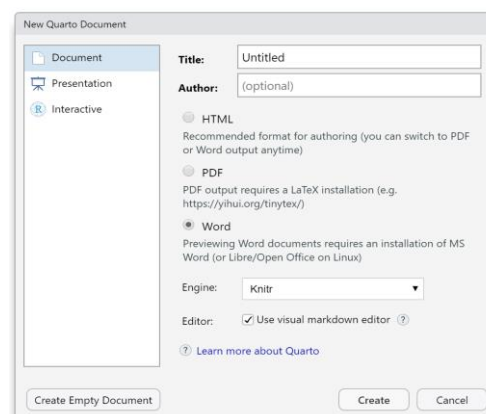 New Quarto Document
Document
Presentation
R Interactive
Title: Untitled
Author: (optional)
HTML
Recommended format for authoring (you can switch to PDF
or Word output anytime)
PDF
PDF output requires a LaTeX installation (e.g.
https://yihui.org/tinytex/)
Word
Previewing Word documents requires an installation of MS
Word (or Libre/Open Office on Linux)
Engine: Knitr
Editor: Use visual markdown editor ?
? Learn more about Quarto
Create Empty Document Create Cancel